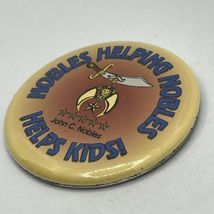 NOBLES HELPING NOBLES
John C. Nobles
HELPS KIDS!